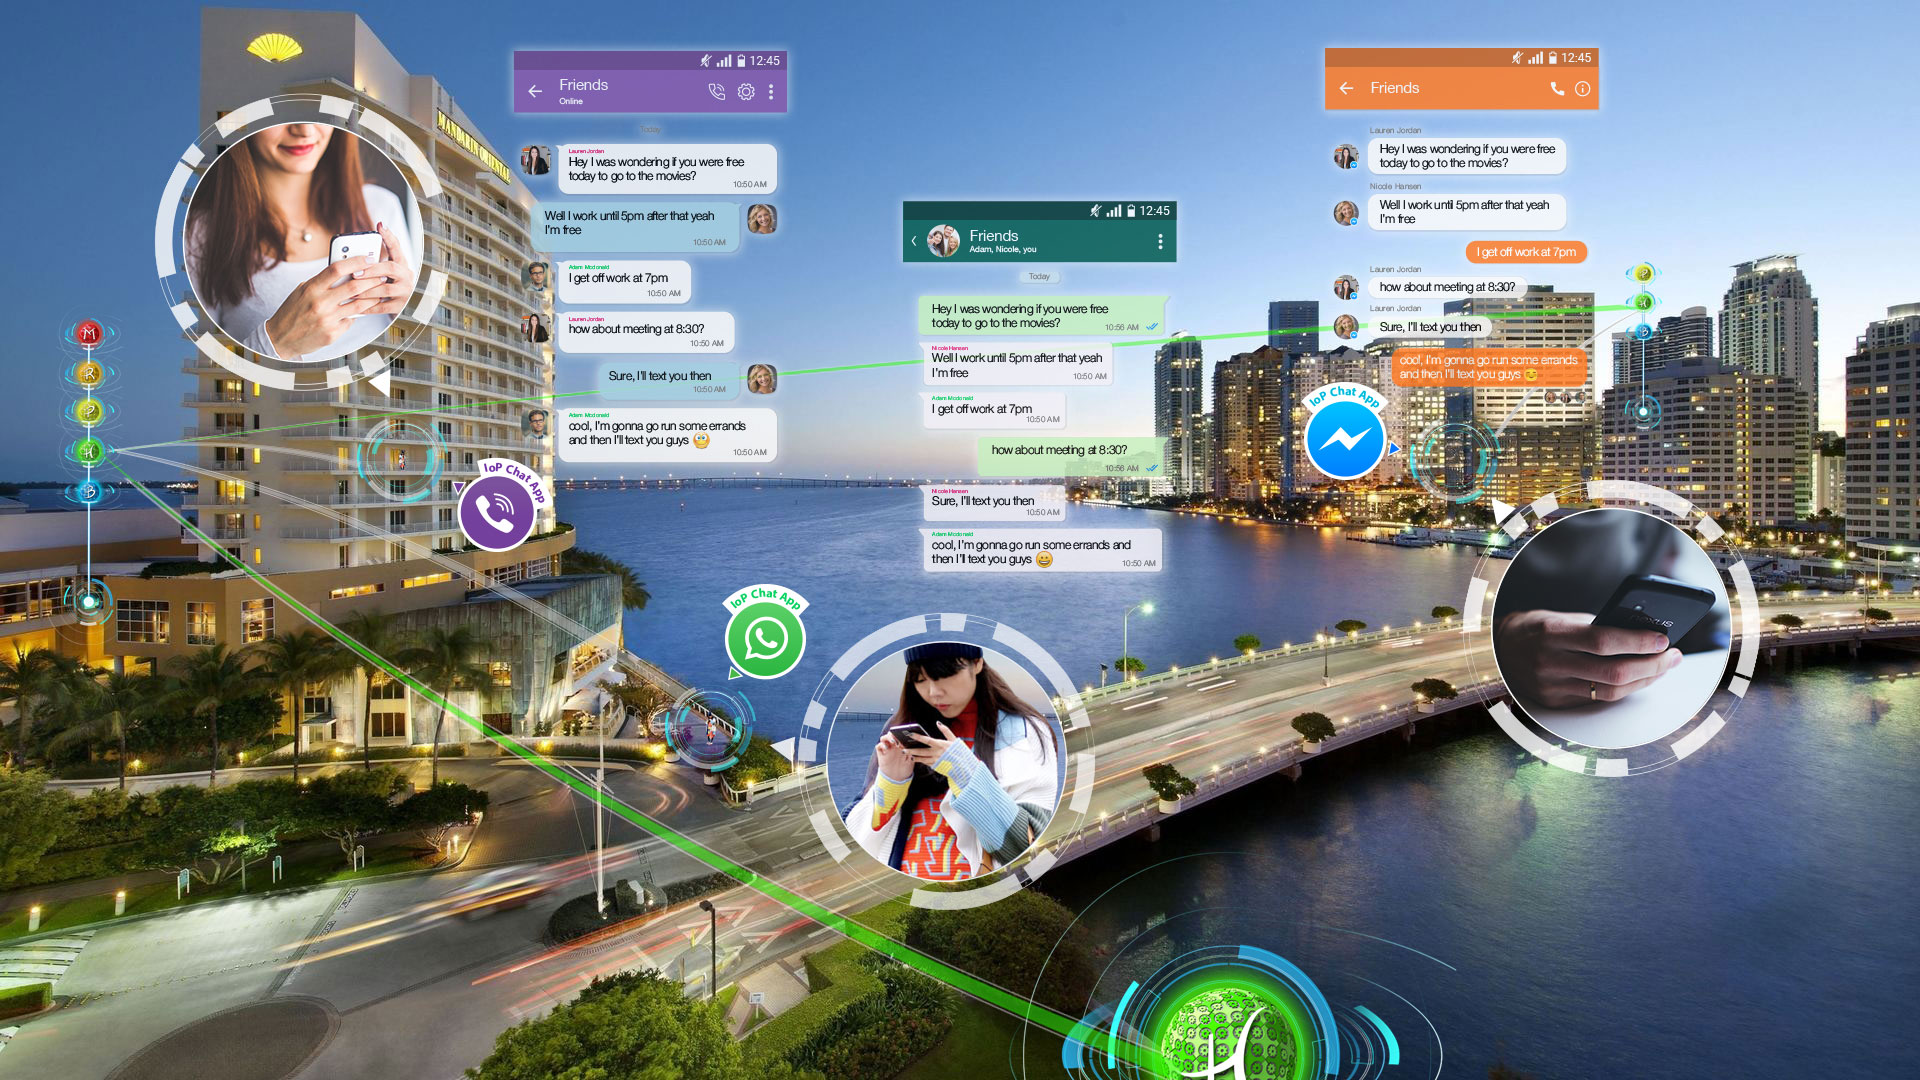 MANDARIN ORIENTAL
12:45
Friends
Online
Today
Lauren Jordan
Hey I was wondering if you were free
today to go to the movies?
10:50 AM
Well I work until 5pm after that yeah
I'm free
10:50 AM
Adam Mcdonald
I get off work at 7pm
10:50 AM
Lauren Jordan
how about meeting at 8:30?
10:50 AM
Sure, I'll text you then
10:50 AM
Adam Mcdonald
cool, I'm gonna go run some errands
and then I'll text you guys 🙄
10:50 AM
IoP Chat App
12:45
Friends
Adam, Nicole, you
Today
Hey I was wondering if you were free
today to go to the movies?
10:56 AM
Nicole Hansen
Well I work until 5pm after that yeah
I'm free
10:50 AM
Adam Mcdonald
I get off work at 7pm
10:50 AM
how about meeting at 8:30?
10:56 AM
Nicole Hansen
Sure, I'll text you then
10:50 AM
Adam Mcdonald
cool, I'm gonna go run some errands and
then I'll text you guys 😀
10:50 AM
IoP Chat App
12:45
Friends
Lauren Jordan
Hey I was wondering if you were free
today to go to the movies?
Nicole Hansen
Well I work until 5pm after that yeah
I'm free
I get off work at 7pm
Lauren Jordan
how about meeting at 8:30?
Lauren Jordan
Sure, I'll text you then
cool, I'm gonna go run some errands
and then I'll text you guys 😊
IoP Chat App
M
R
P
B
B
nexus